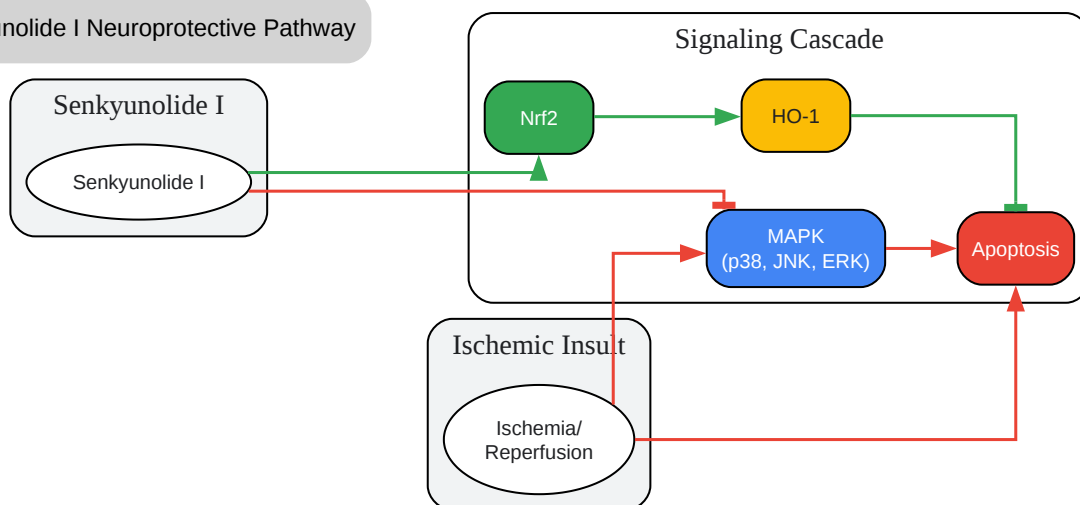 nolide I Neuroprotective Pathway
Signaling Cascade
Senkyunolide I
Nrf2
HO-1
Senkyunolide I
MAPK
(p38, JNK, ERK)
Apoptosis
Ischemic Insult
Ischemia/
Reperfusion